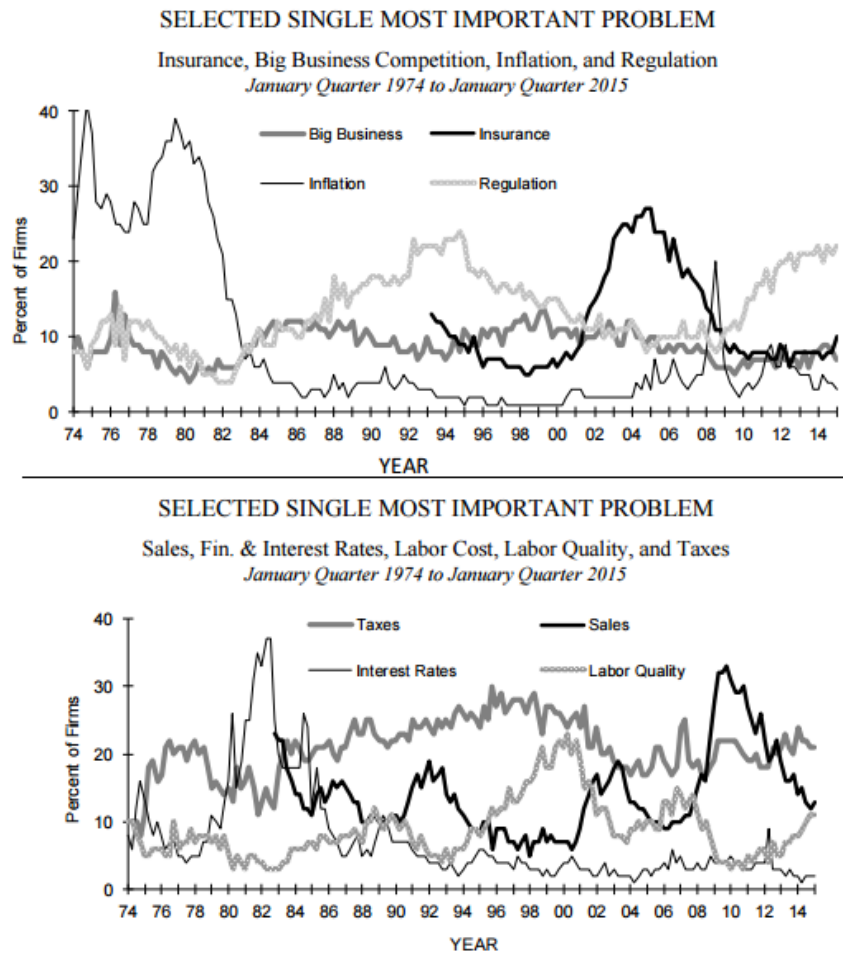 SELECTED SINGLE MOST IMPORTANT PROBLEM
Insurance, Big Business Competition, Inflation, and Regulation
January Quarter 1974 to January Quarter 2015
40
Big Business
Insurance
30
Inflation
Regulation
Percent of Firms
20
10
0
74 76 78 80 82 84 86 88 90 92 94 96 98 00 02 04 06 08 10 12 14
YEAR
SELECTED SINGLE MOST IMPORTANT PROBLEM
Sales, Fin. & Interest Rates, Labor Cost, Labor Quality, and Taxes
January Quarter 1974 to January Quarter 2015
40
Taxes
Sales
Interest Rates
Labor Quality
30
Percent of Firms
20
10
0
74 76 78 80 82 84 86 88 90 92 94 96 98 00 02 04 06 08 10 12 14
YEAR